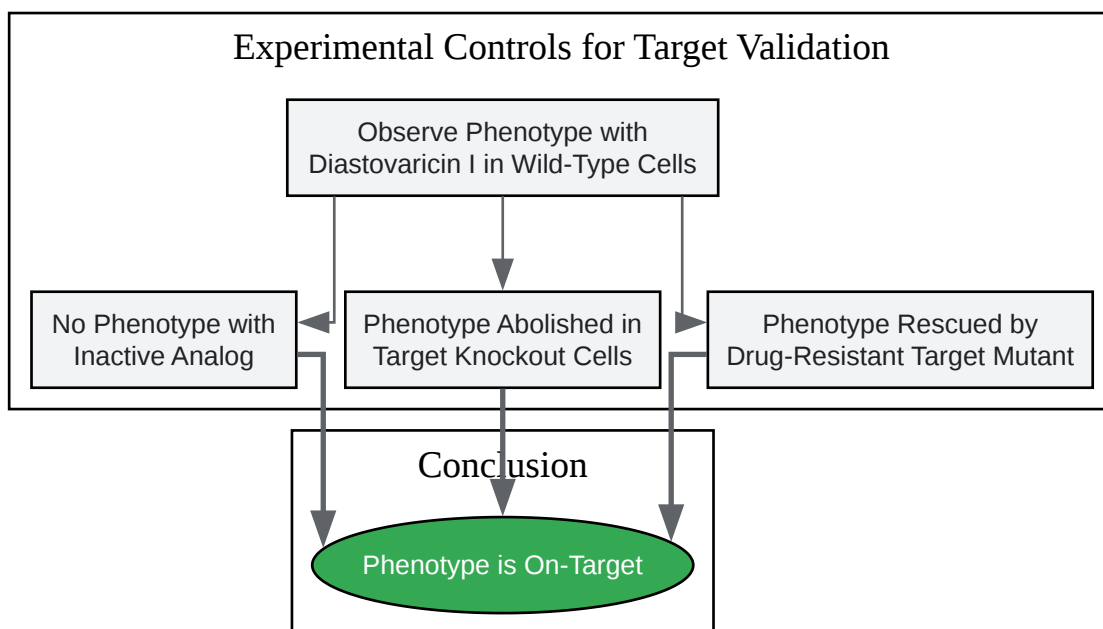 Experimental Controls for Target Validation
Observe Phenotype with
Diastovaricin I in Wild-Type Cells
No Phenotype with
Inactive Analog
Phenotype Abolished in
Target Knockout Cells
Phenotype Rescued by
Drug-Resistant Target Mutant
Conclusion
Phenotype is On-Target